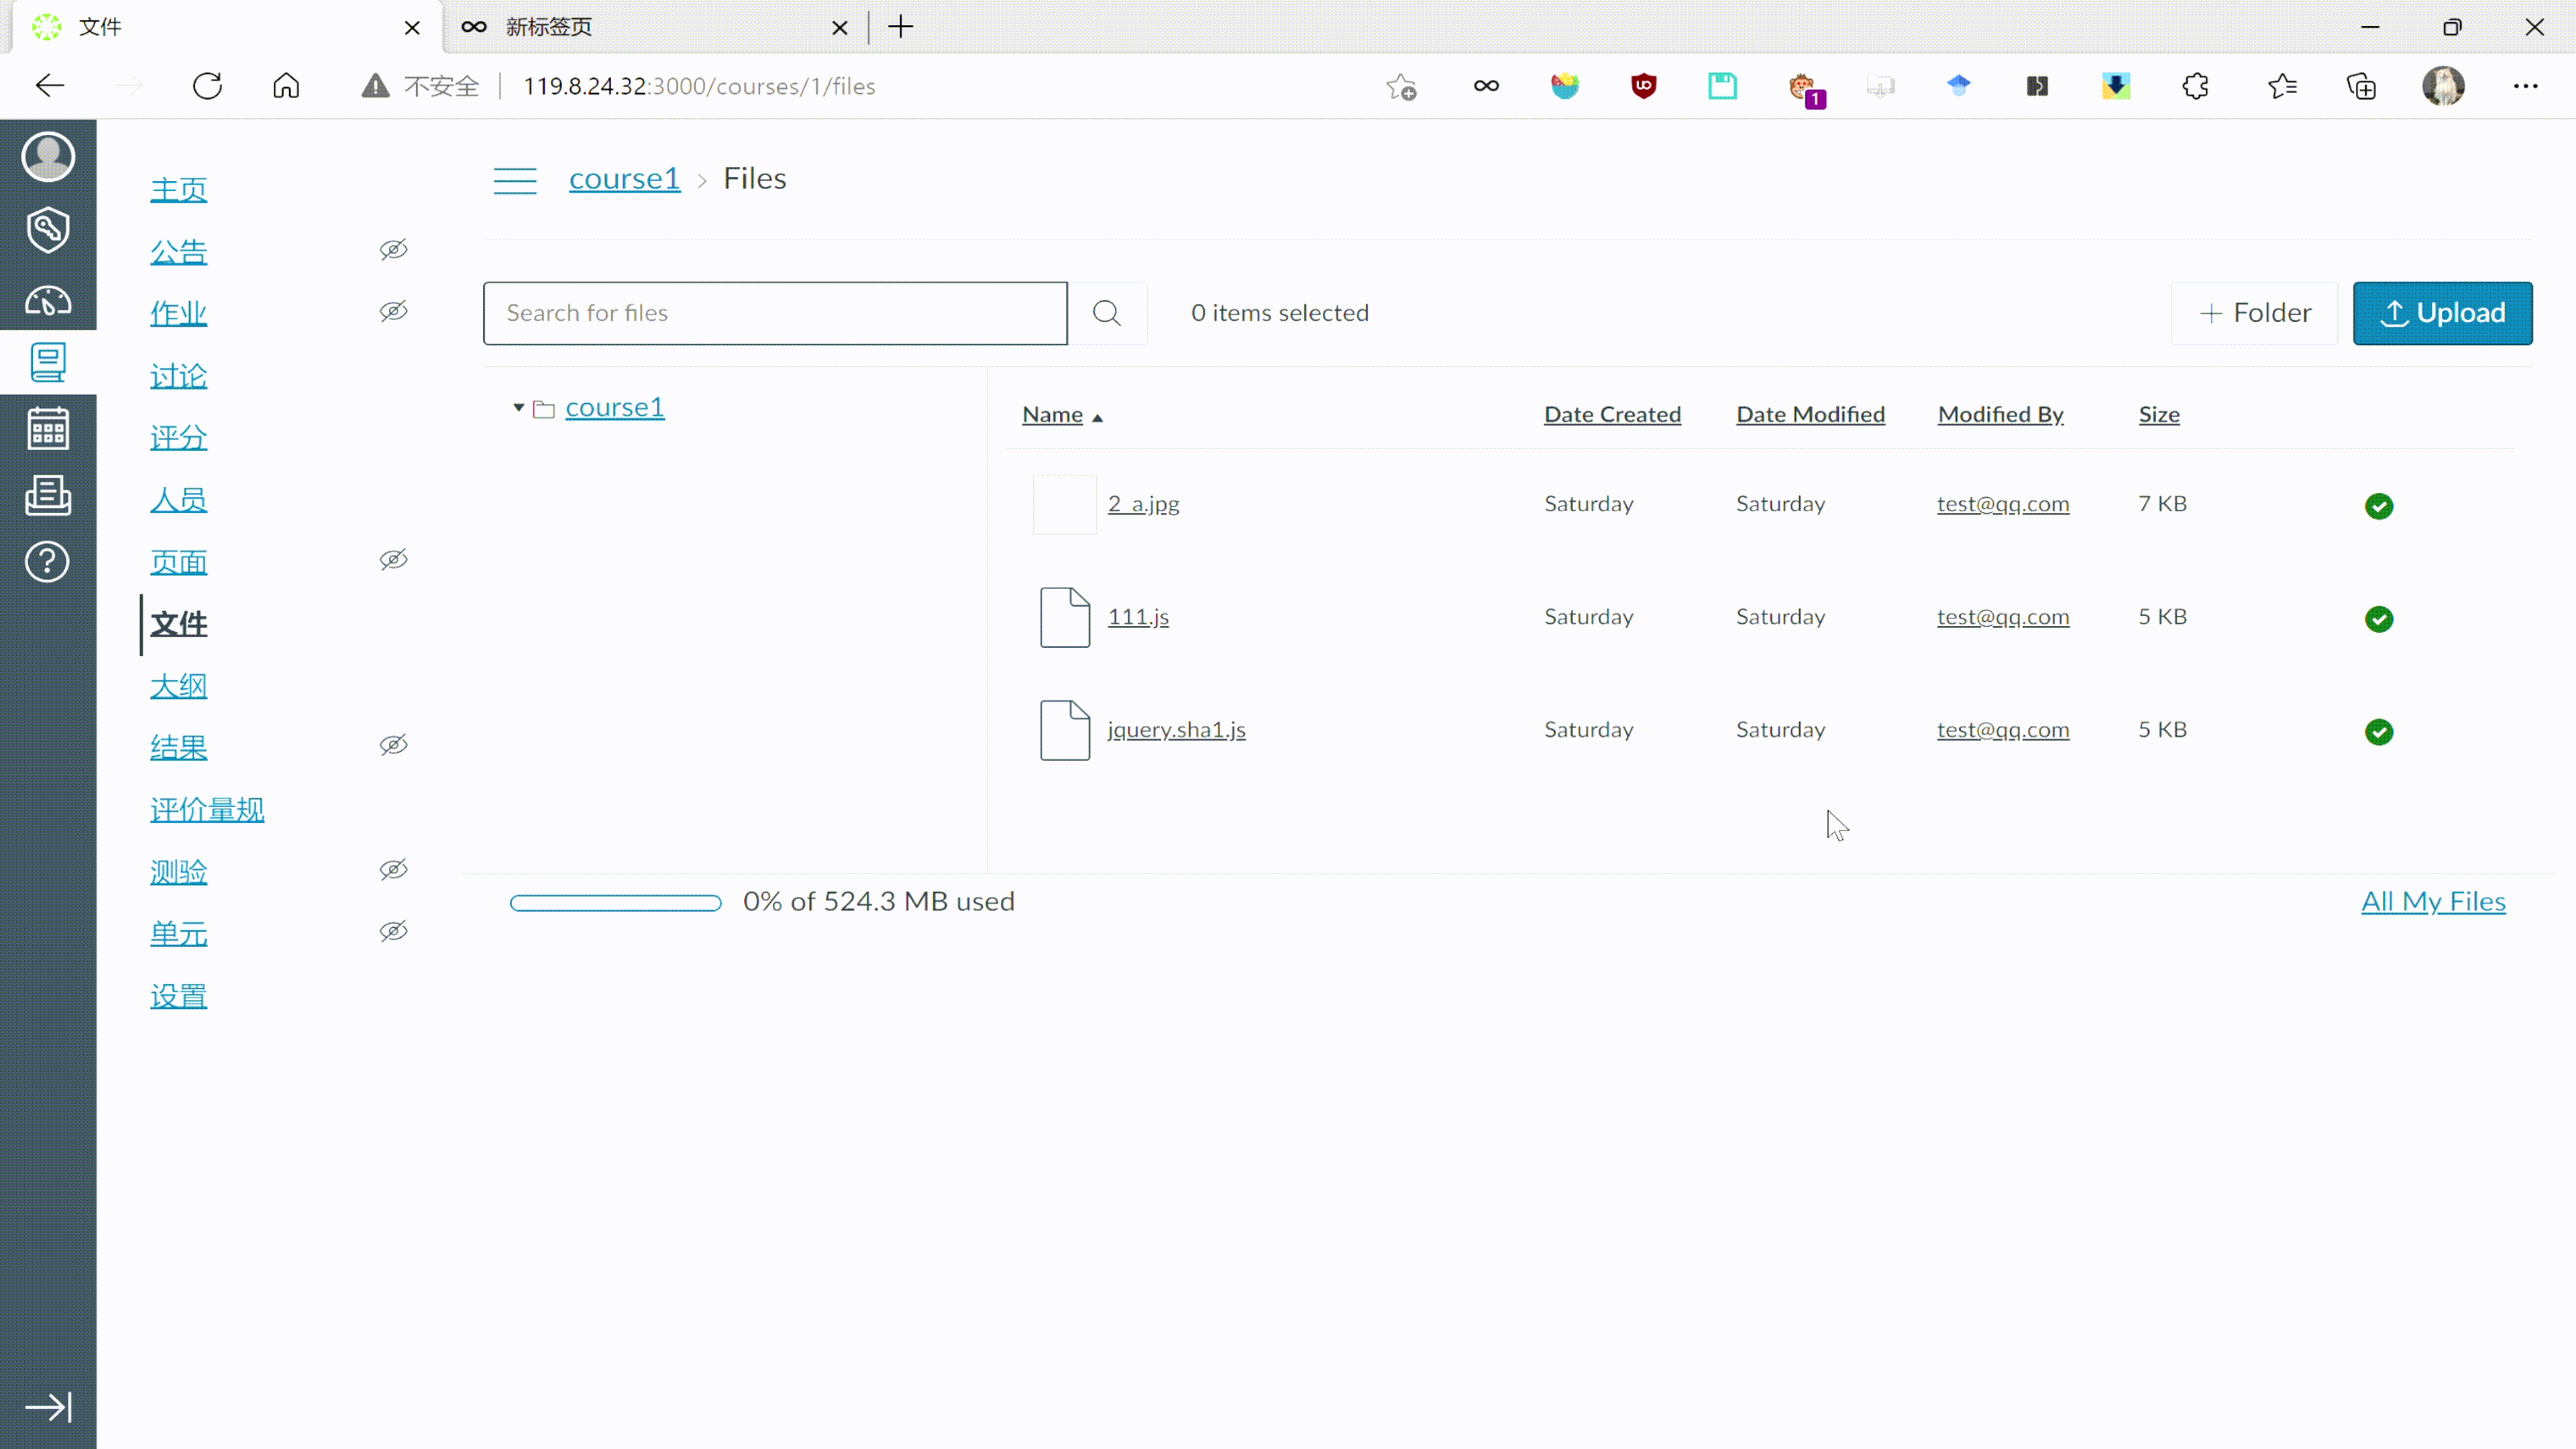 文件
新标签页
不安全 119.8.24.32:3000/courses/1/files
1
主页
公告
作业
讨论
评分
人员
页面
文件
大纲
结果
评价量规
测验
单元
设置
course1 > Files
Search for files
0 items selected
+ Folder
Upload
course1
Name Date Created Date Modified Modified By Size
2_a.jpg Saturday Saturday test@qq.com 7 KB
111.js Saturday Saturday test@qq.com 5 KB
jquery.sha1.js Saturday Saturday test@qq.com 5 KB
0% of 524.3 MB used
All My Files